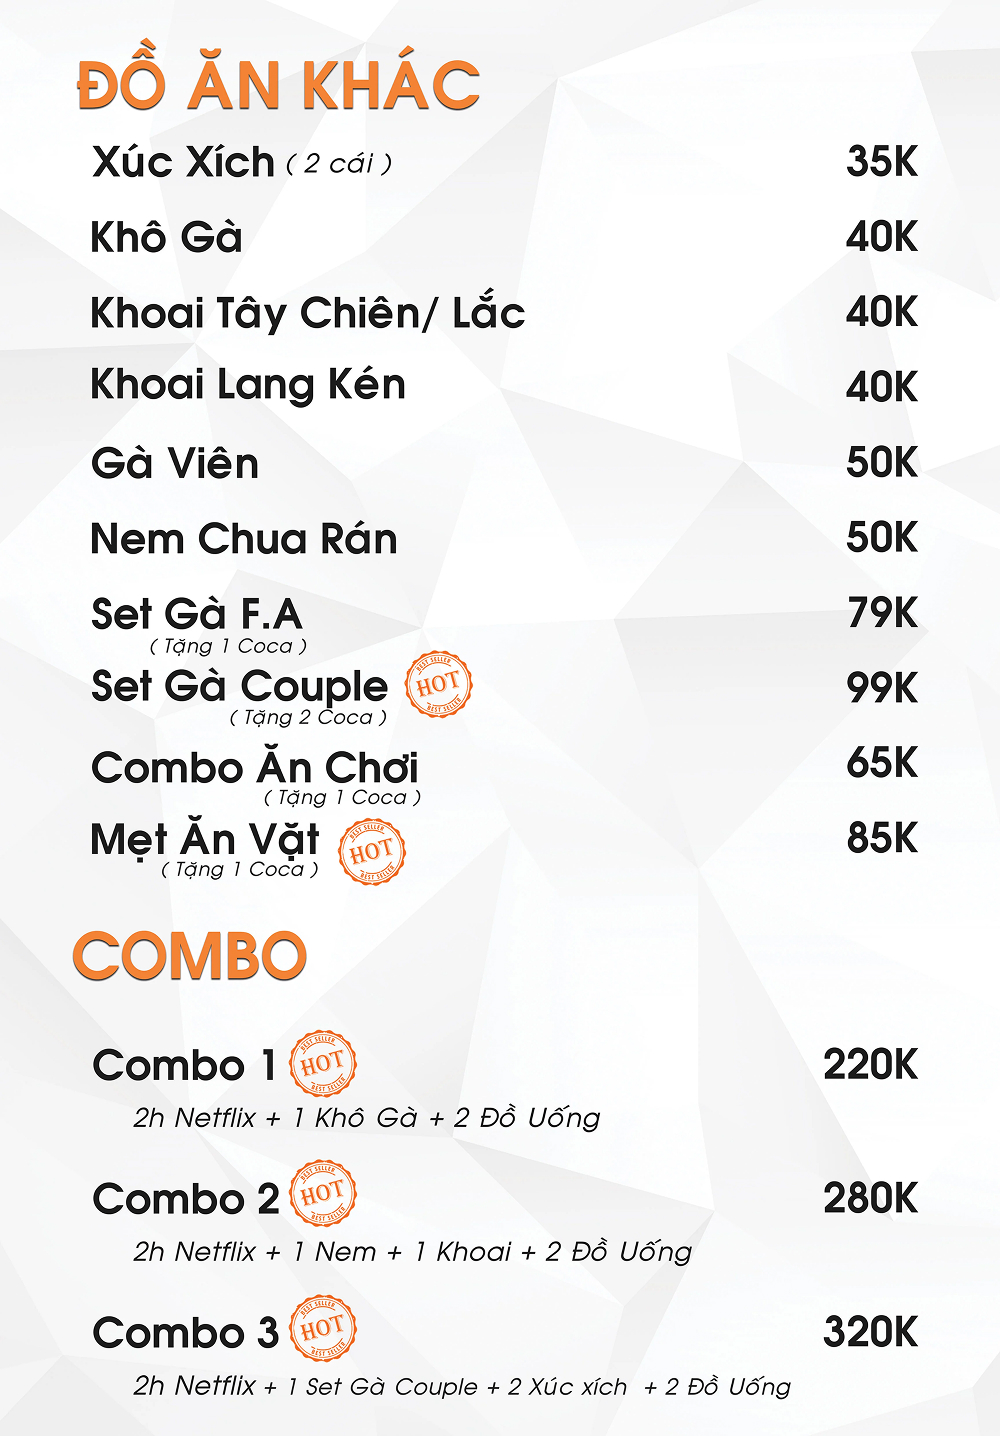 ĐỒ ĂN KHÁC
Xúc Xích ( 2 cái ) 35K
Khô Gà 40K
Khoai Tây Chiên/ Lắc 40K
Khoai Lang Kén 40K
Gà Viên 50K
Nem Chua Rán 50K
Set Gà F.A 79K
( Tặng 1 Coca )
BEST SELLER
Set Gà Couple HOT 99K
BEST SELLER
( Tặng 2 Coca )
Combo Ăn Chơi 65K
( Tặng 1 Coca )
BEST SELLER
Mẹt Ăn Vặt HOT 85K
( Tặng 1 Coca )
BEST SELLER
COMBO
BEST SELLER
Combo 1 HOT 220K
BEST SELLER
2h Netflix + 1 Khô Gà + 2 Đồ Uống
BEST SELLER
Combo 2 HOT 280K
BEST SELLER
2h Netflix + 1 Nem + 1 Khoai + 2 Đồ Uống
BEST SELLER
Combo 3 HOT 320K
BEST SELLER
2h Netflix + 1 Set Gà Couple + 2 Xúc xích + 2 Đồ Uống